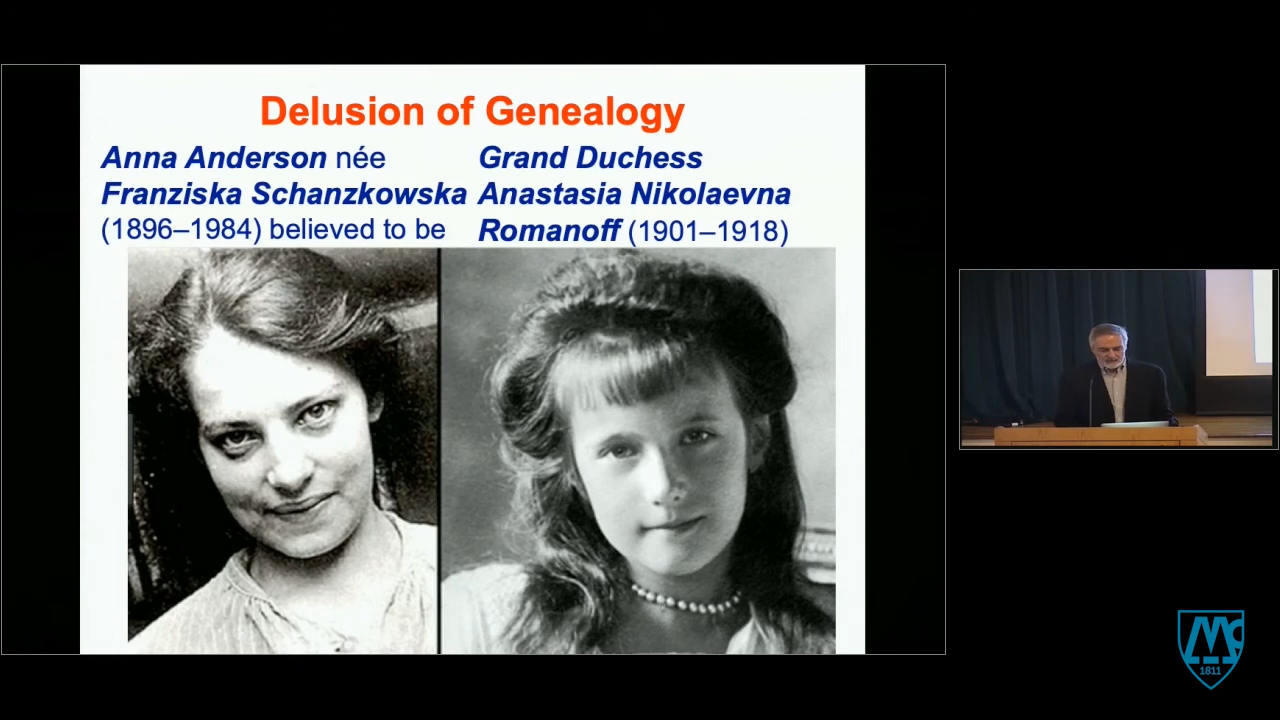 Delusion of Genealogy
Anna Anderson née
Franziska Schanzkowska
(1896–1984) believed to be
Grand Duchess
Anastasia Nikolaevna
Romanoff (1901–1918)
Mc
1811